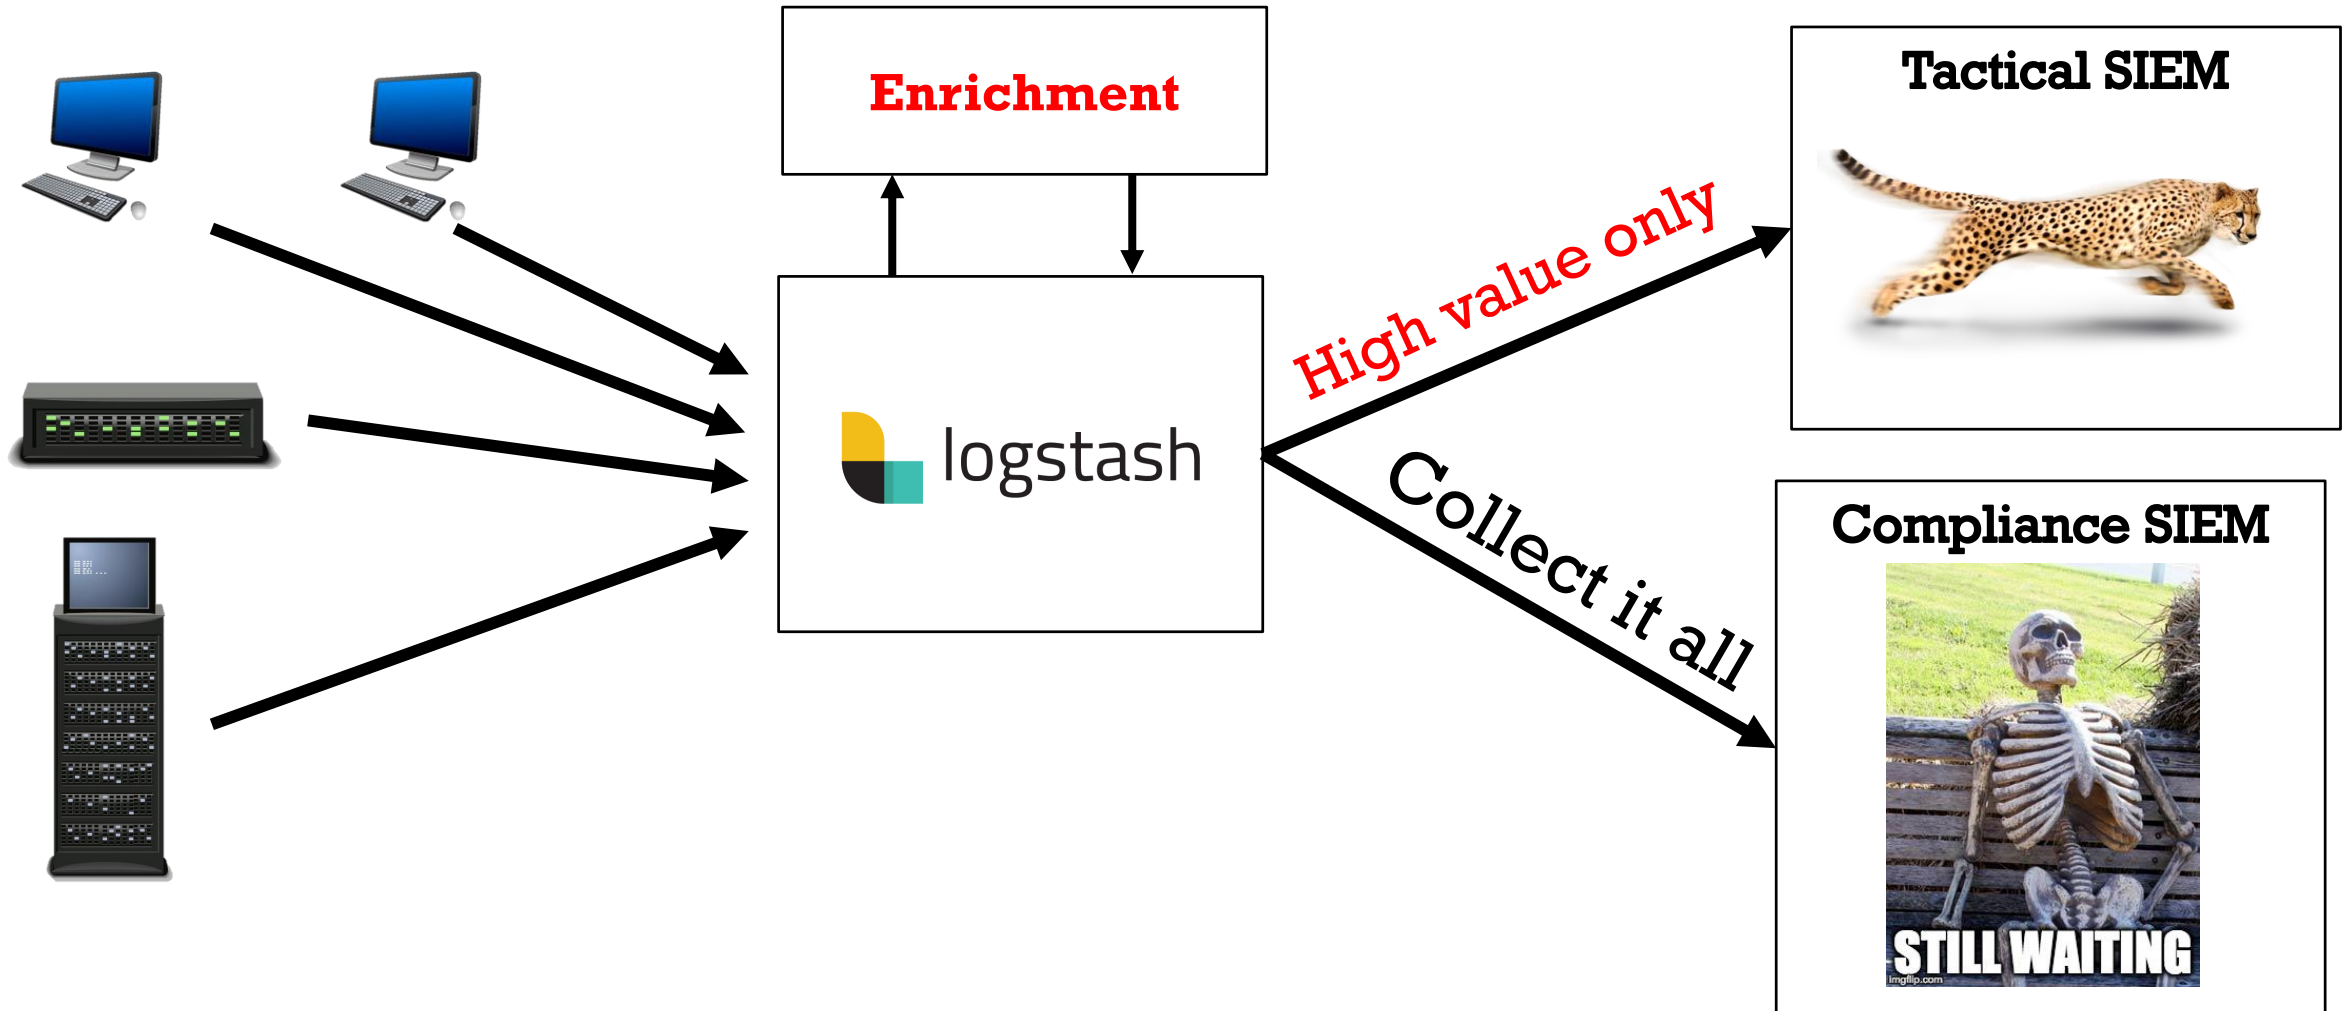 Enrichment
logstash
High value only
Collect it all
Tactical SIEM
Compliance SIEM
STILL WAITING
imgflip.com